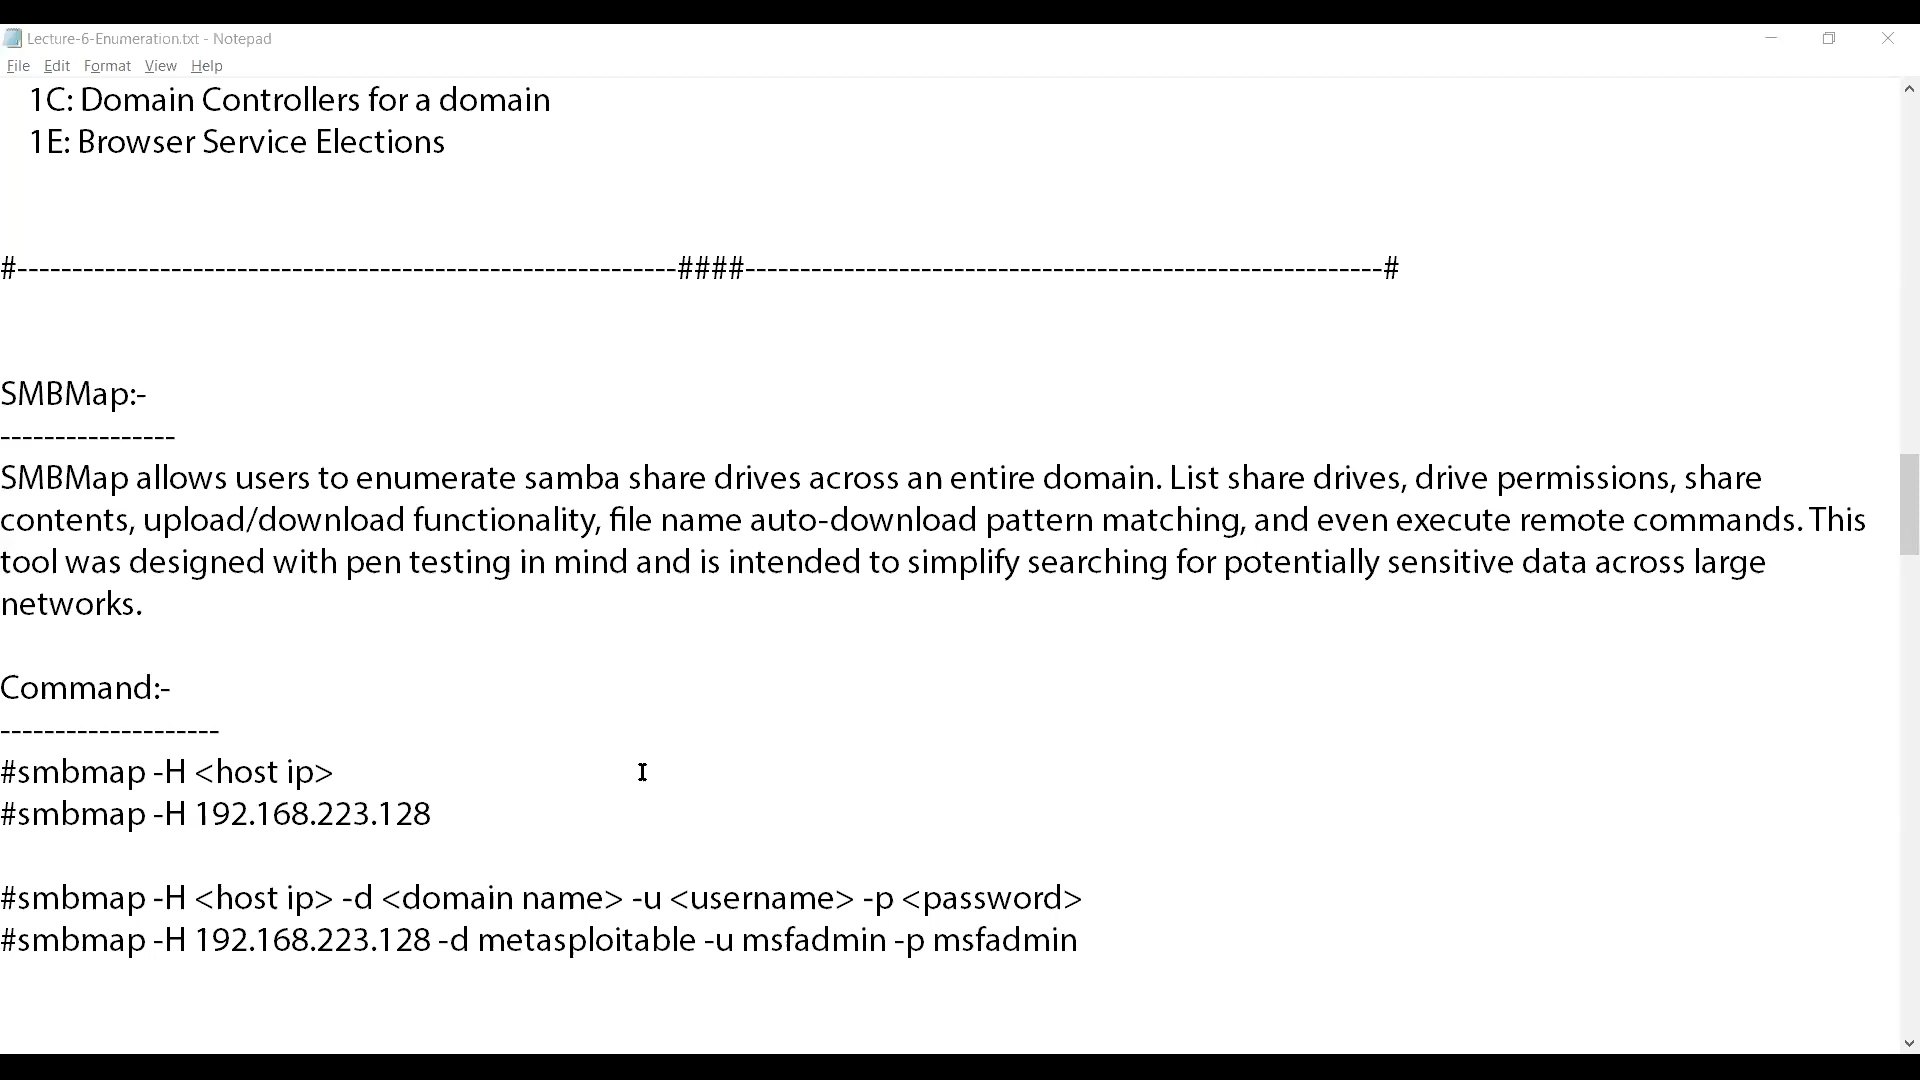 Lecture-6-Enumeration.txt - Notepad
File Edit Format View Help
1C: Domain Controllers for a domain
1E: Browser Service Elections
#------------------------------------------------------------####----------------------------------------------------------#
SMBMap:-
----------------
SMBMap allows users to enumerate samba share drives across an entire domain. List share drives, drive permissions, share
contents, upload/download functionality, file name auto-download pattern matching, and even execute remote commands. This
tool was designed with pen testing in mind and is intended to simplify searching for potentially sensitive data across large
networks.
Command:-
--------------------
#smbmap -H <host ip>
#smbmap -H 192.168.223.128
#smbmap -H <host ip> -d <domain name> -u <username> -p <password>
#smbmap -H 192.168.223.128 -d metasploitable -u msfadmin -p msfadmin